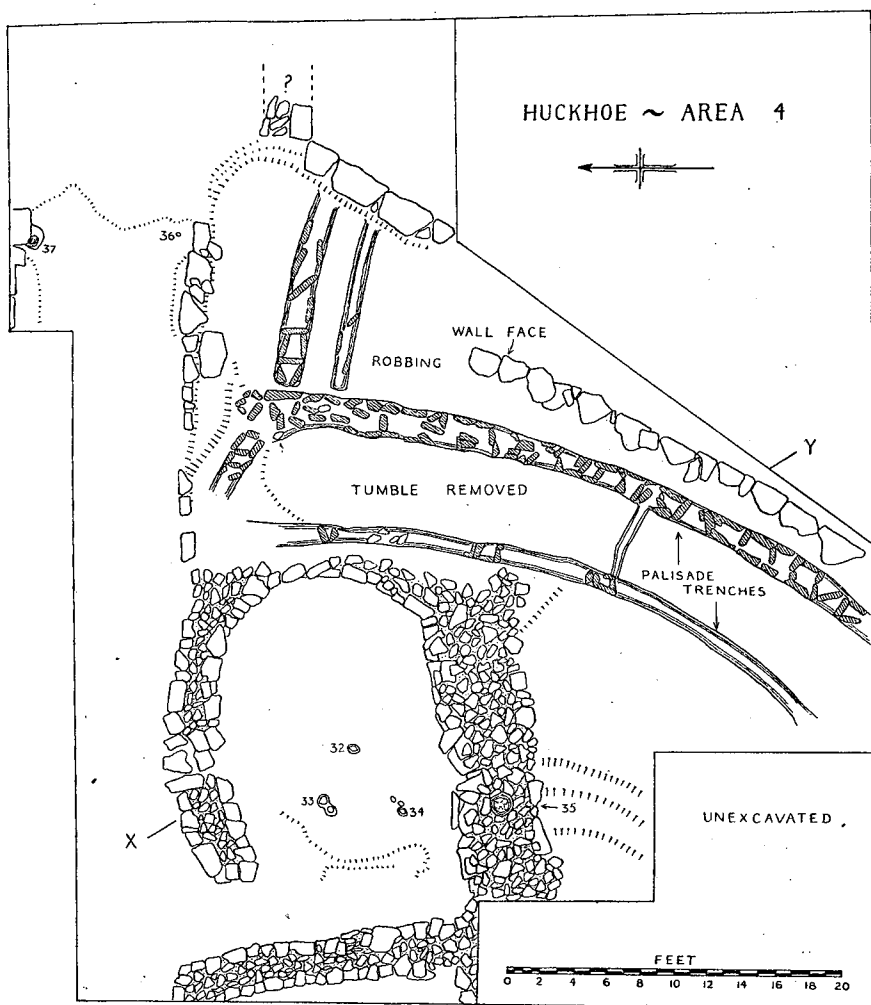 ?
HUCKHOE ~ AREA 4
37
36
WALL FACE
ROBBING
Y
TUMBLE REMOVED
PALISADE
TRENCHES
32
33
34
35
X
UNEXCAVATED
FEET
0 2 4 6 8 10 12 14 16 18 20